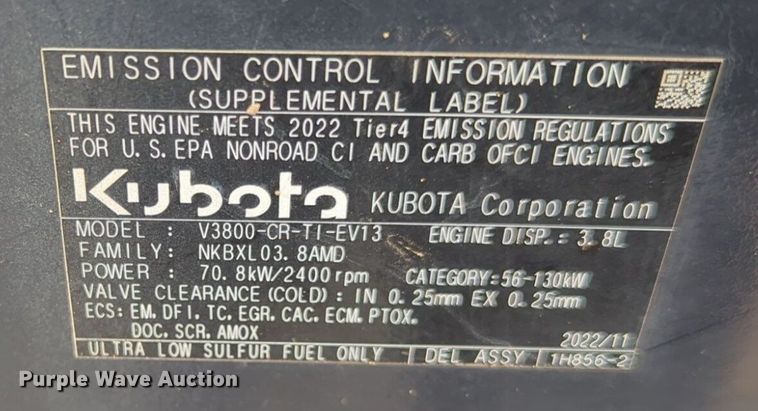 EMISSION CONTROL INFORMATION
(SUPPLEMENTAL LABEL)
THIS ENGINE MEETS 2022 Tier4 EMISSION REGULATIONS
FOR U.S. EPA NONROAD CI AND CARB OFCI ENGINES.
Kubota KUBOTA Corporation
MODEL : V3800-CR-TI-EV13 ENGINE DISP.= 3.8L
FAMILY: NKBXL03.8AMD
POWER : 70.8kW/2400rpm CATEGORY:56-130kW
VALVE CLEARANCE(COLD): IN 0.25mm EX 0.25mm
ECS: EM. DFI. TC. EGR. CAC. ECM. PTOX.
DOC. SCR. AMOX 2022/11
ULTRA LOW SULFUR FUEL ONLY DEL ASSY 1H856-2
Purple Wave Auction